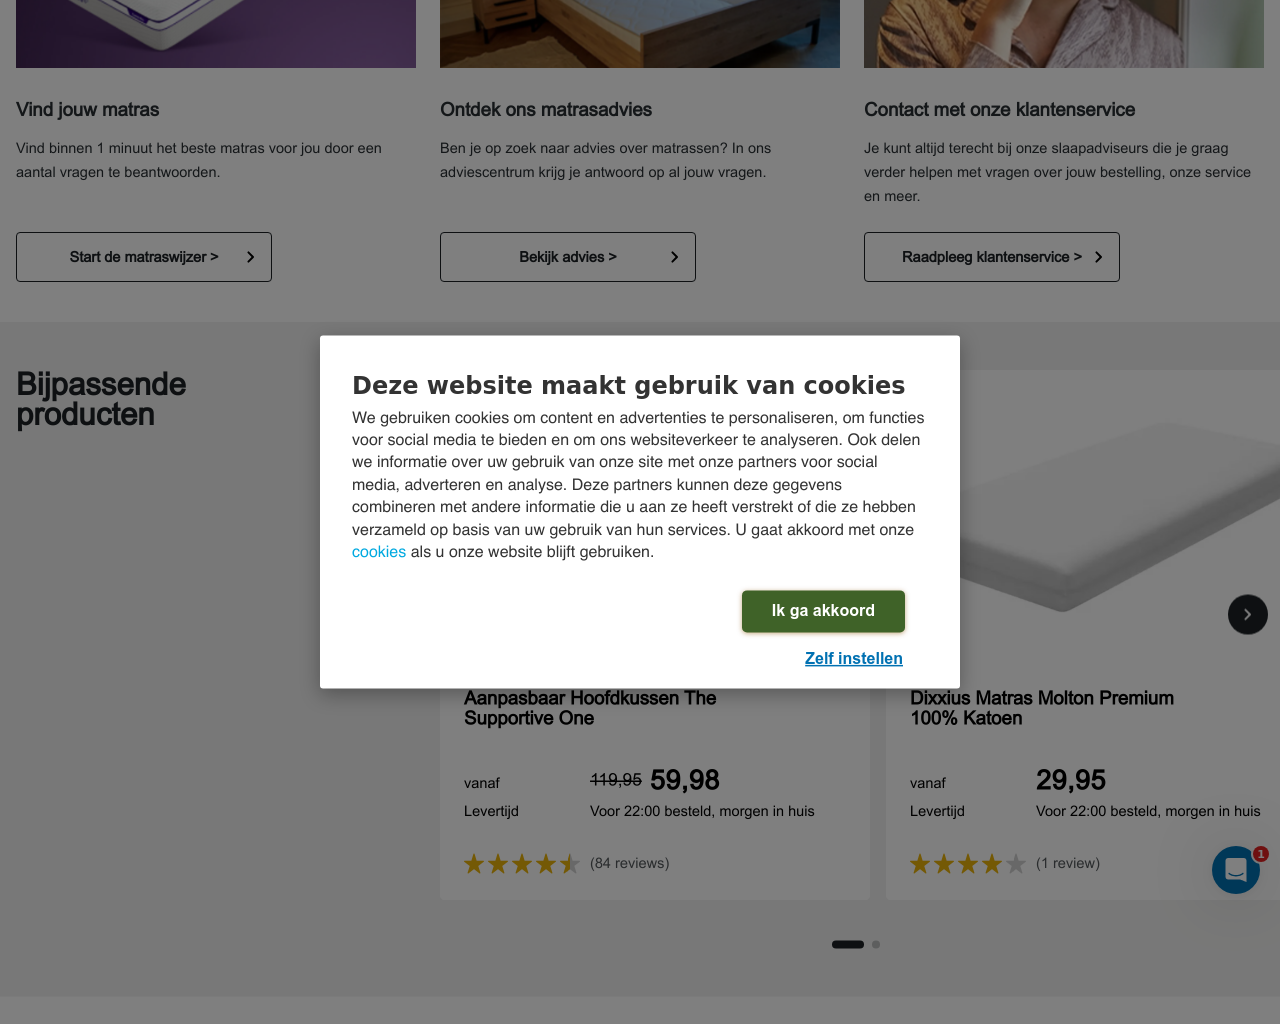 Vind jouw matras
Vind binnen 1 minuut het beste matras voor jou door een
aantal vragen te beantwoorden.
Start de matraswijzer >
Ontdek ons matrasadvies
Ben je op zoek naar advies over matrassen? In ons
adviescentrum krijg je antwoord op al jouw vragen.
Bekijk advies >
Contact met onze klantenservice
Je kunt altijd terecht bij onze slaapadviseurs die je graag
verder helpen met vragen over jouw bestelling, onze service
en meer.
Raadpleeg klantenservice >
Bijpassende
producten
Deze website maakt gebruik van cookies
We gebruiken cookies om content en advertenties te personaliseren, om functies
voor social media te bieden en om ons websiteverkeer te analyseren. Ook delen
we informatie over uw gebruik van onze site met onze partners voor social
media, adverteren en analyse. Deze partners kunnen deze gegevens
combineren met andere informatie die u aan ze heeft verstrekt of die ze hebben
verzameld op basis van uw gebruik van hun services. U gaat akkoord met onze
cookies als u onze website blijft gebruiken.
Ik ga akkoord
Zelf instellen
Aanpasbaar Hoofdkussen The
Supportive One
vanaf 119,95 59,98
Levertijd Voor 22:00 besteld, morgen in huis
(84 reviews)
Dixxius Matras Molton Premium
100% Katoen
vanaf 29,95
Levertijd Voor 22:00 besteld, morgen in huis
(1 review)
1